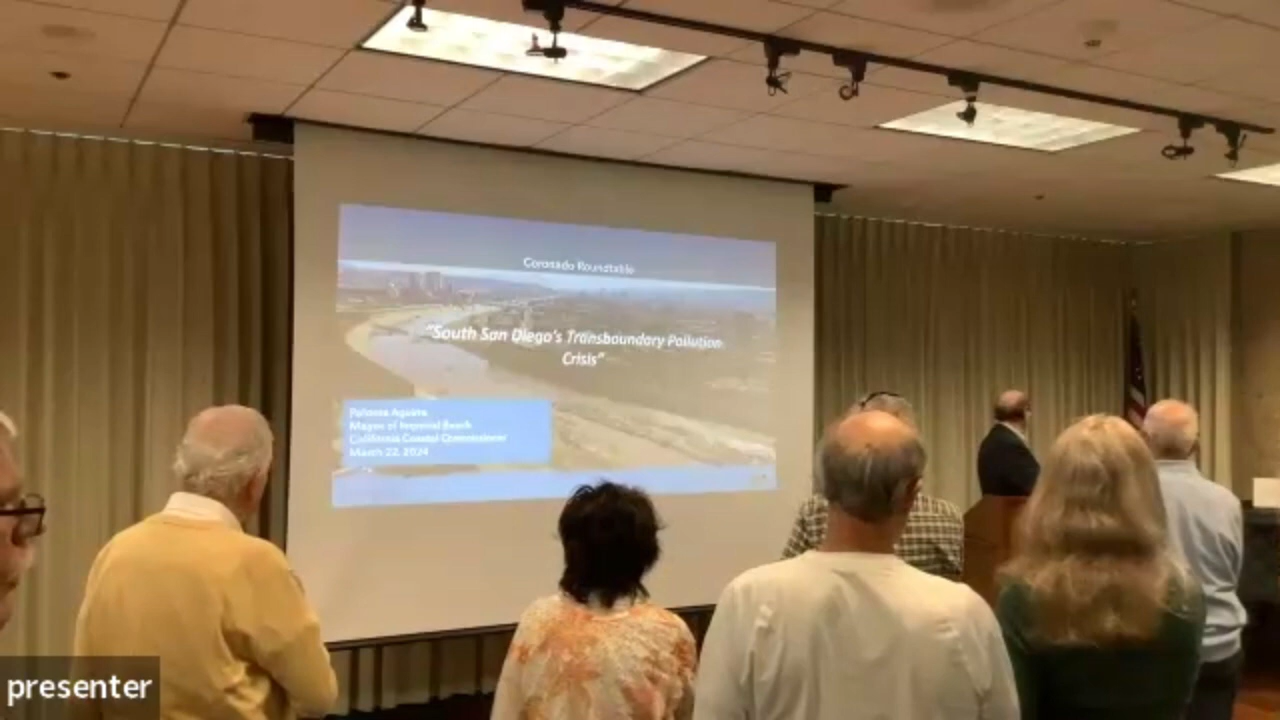 Coronado Roundtable
"South San Diego's Transboundary Pollution
Crisis"
Paloma Aguirre
Mayor of Imperial Beach
California Coastal Commissioner
March 22, 2024
presenter